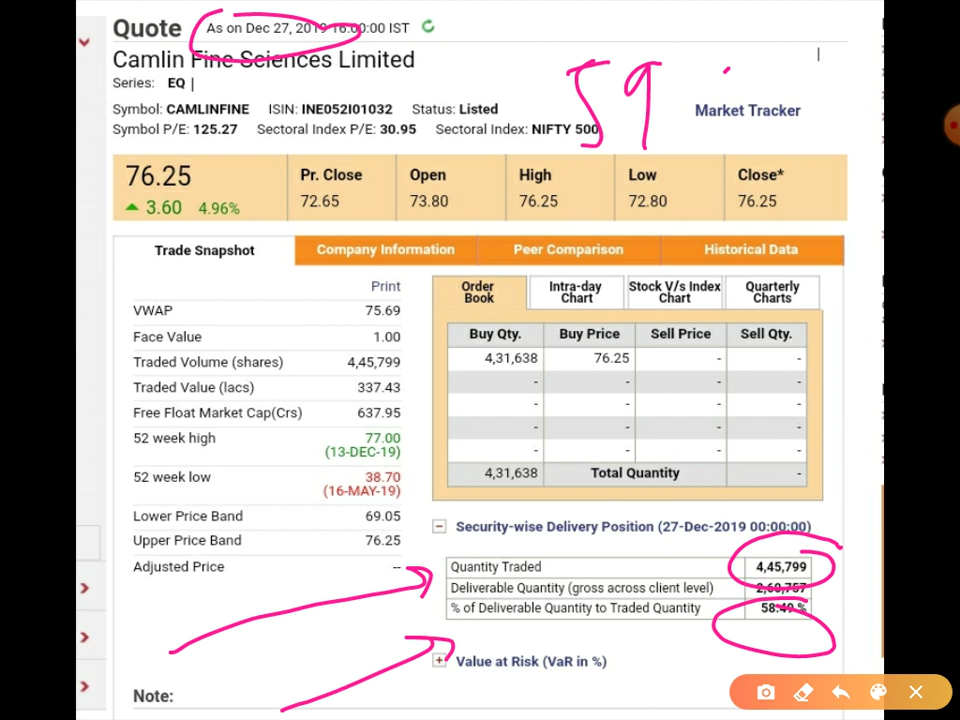 Quote As on Dec 27, 2019 16:00:00 IST
Camlin Fine Sciences Limited
Series: EQ |
59
Symbol: CAMLINFINE ISIN: INE052I01032 Status: Listed
Market Tracker
Symbol P/E: 125.27 Sectoral Index P/E: 30.95 Sectoral Index: NIFTY 500
76.25 Pr. Close Open High Low Close*
3.60 4.96% 72.65 73.80 76.25 72.80 76.25
Trade Snapshot Company Information Peer Comparison Historical Data
Print
VWAP 75.69
Face Value 1.00
Traded Volume (shares) 4,45,799
Traded Value (lacs) 337.43
Free Float Market Cap(Crs) 637.95
52 week high 77.00
(13-DEC-19)
52 week low 38.70
(16-MAY-19)
Lower Price Band 69.05
Upper Price Band 76.25
Adjusted Price --
Order Book Intra-day Chart Stock V/s Index Chart Quarterly Charts
Buy Qty. Buy Price Sell Price Sell Qty.
4,31,638 76.25 - -
- - - -
- - - -
- - - -
- - - -
4,31,638 Total Quantity -
Security-wise Delivery Position (27-Dec-2019 00:00:00)
Quantity Traded 4,45,799
Deliverable Quantity (gross across client level) 2,60,757
% of Deliverable Quantity to Traded Quantity 58.49 %
Value at Risk (VaR in %)
Note: